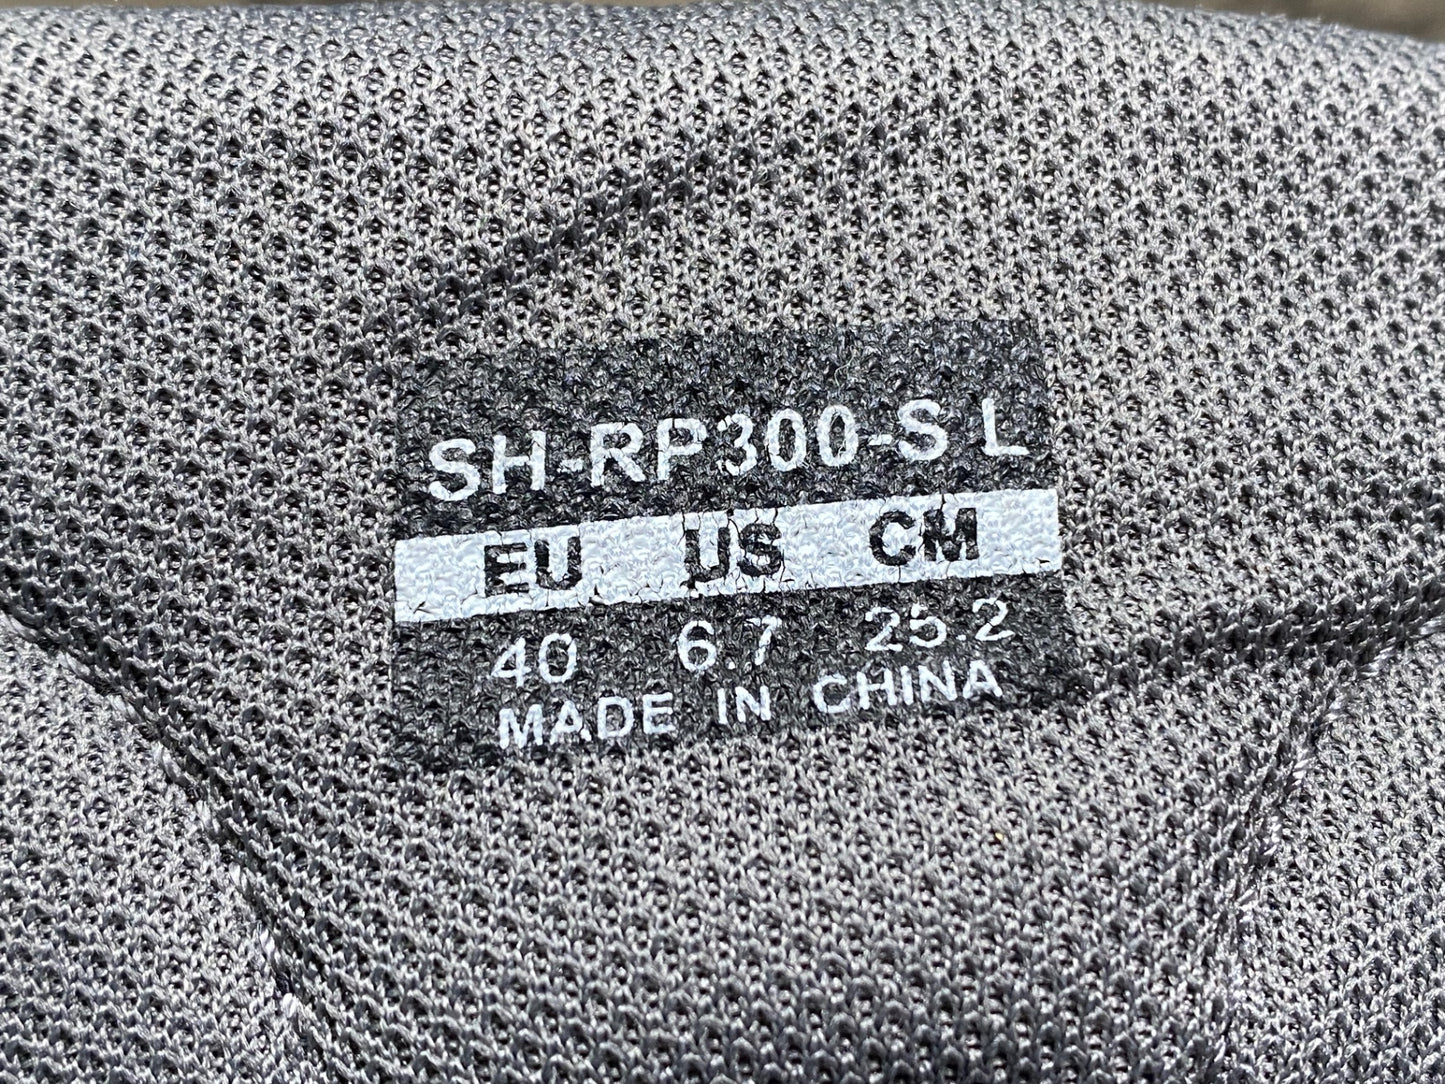 SH-RP300-S L
EU US CM
40 6.7 25.2
MADE IN CHINA